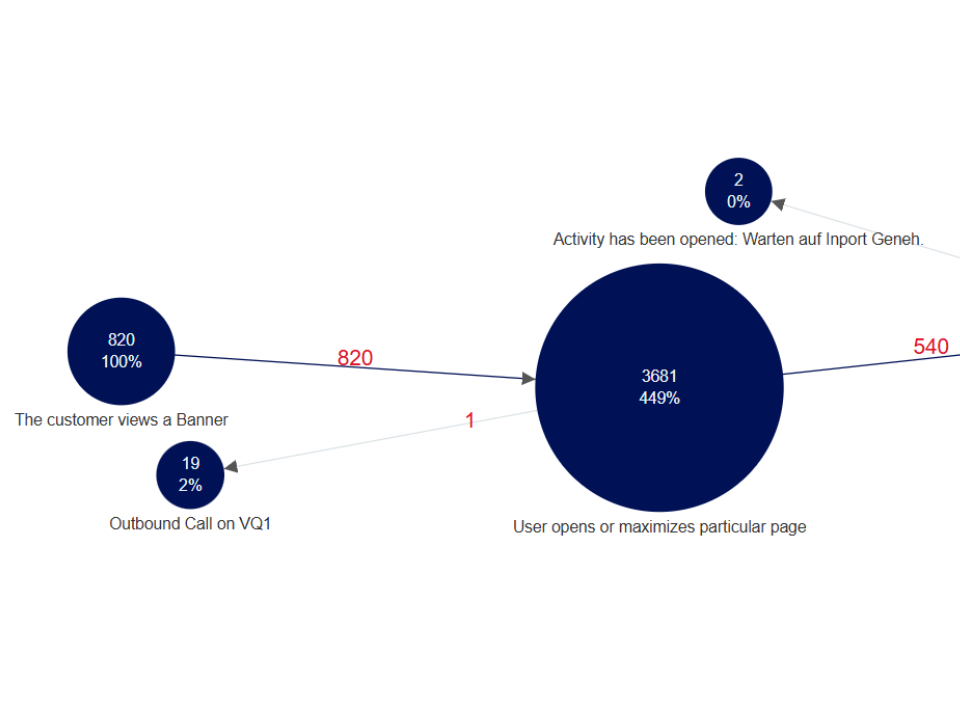 2
0%
Activity has been opened: Warten auf Inport Geneh.
820
100%
The customer views a Banner
820
540
3681
449%
User opens or maximizes particular page
1
19
2%
Outbound Call on VQ1